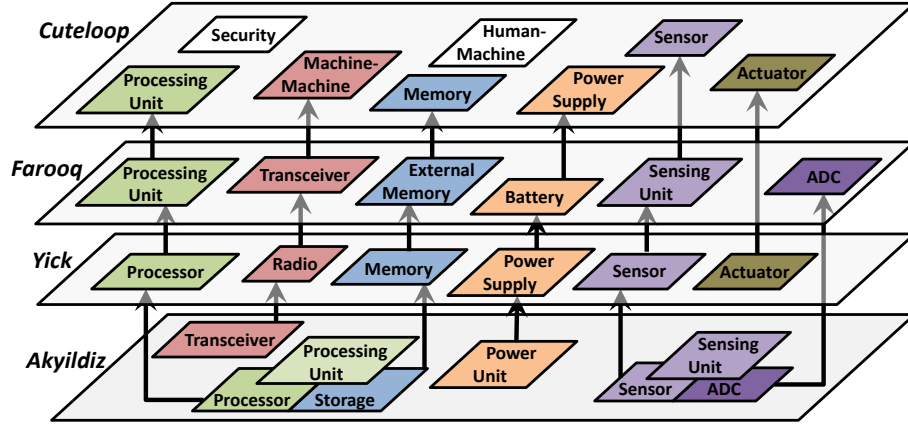 Cuteloop
Security
Human-
Machine
Sensor
Processing
Unit
Machine-
Machine
Memory
Power
Supply
Actuator
Farooq
Processing
Unit
Transceiver
External
Memory
Battery
Sensing
Unit
ADC
Yick
Processor
Radio
Memory
Power
Supply
Sensor
Actuator
Akyildiz
Transceiver
Processing
Unit
Processor
Storage
Power
Unit
Sensing
Unit
Sensor
ADC